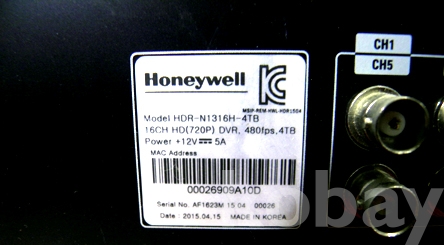 Honeywell
MSIP-REM-HWL-HDR1504
Model HDR-N1316H-4TB
16CH HD(720P) DVR, 480fps,4TB
Power +12V⎓5A
MAC Address
00026909A10D
Serial No. AF1623M 15 04 00026
Date : 2015.04.15 MADE IN KOREA
CH1
CH5